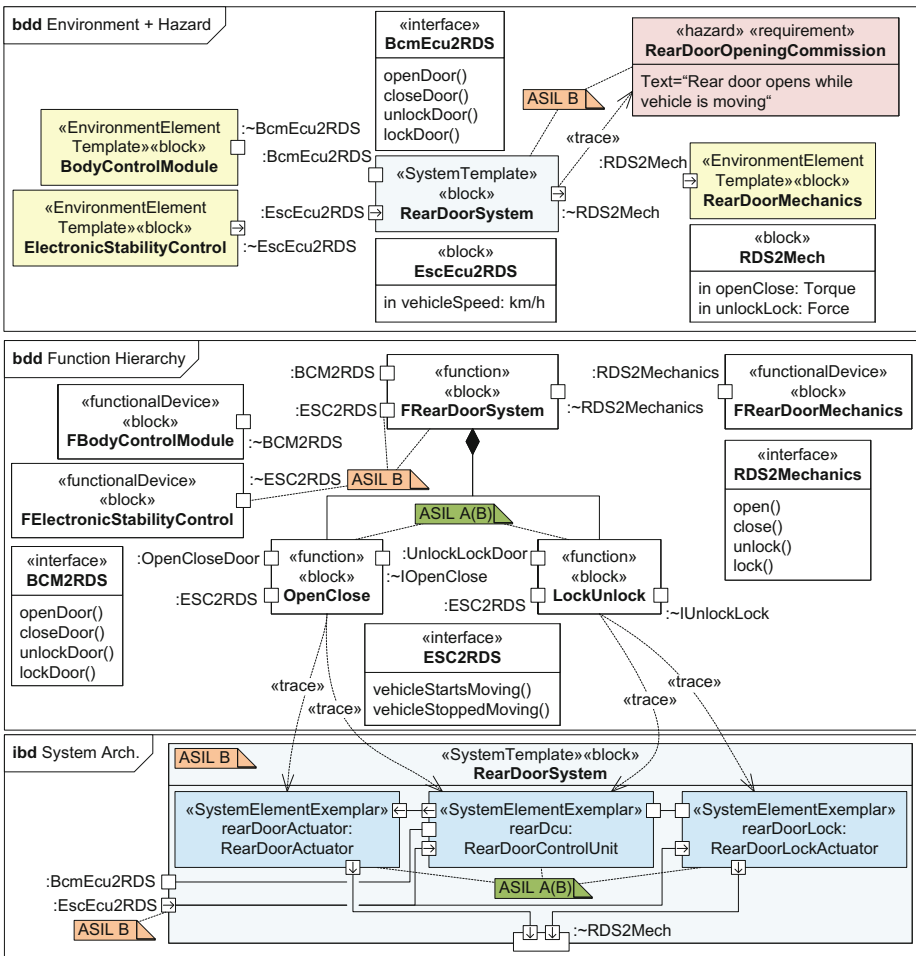 bdd Environment + Hazard
«interface»
BcmEcu2RDS
openDoor()
closeDoor()
unlockDoor()
lockDoor()
«hazard» «requirement»
RearDoorOpeningCommission
Text=“Rear door opens while
vehicle is moving“
ASIL B
«trace»
«EnvironmentElement
Template»«block»
BodyControlModule
:~BcmEcu2RDS
:BcmEcu2RDS
«SystemTemplate»
«block»
RearDoorSystem
:RDS2Mech
:~RDS2Mech
«EnvironmentElement
Template»«block»
RearDoorMechanics
«EnvironmentElement
Template»«block»
ElectronicStabilityControl
:EscEcu2RDS
:~EscEcu2RDS
«block»
EscEcu2RDS
in vehicleSpeed: km/h
«block»
RDS2Mech
in openClose: Torque
in unlockLock: Force
bdd Function Hierarchy
:BCM2RDS
:ESC2RDS
«function»
«block»
FRearDoorSystem
:RDS2Mechanics
:~RDS2Mechanics
«functionalDevice»
«block»
FRearDoorMechanics
«functionalDevice»
«block»
FBodyControlModule
:~BCM2RDS
«functionalDevice»
«block»
FElectronicStabilityControl
:~ESC2RDS
ASIL B
«interface»
RDS2Mechanics
open()
close()
unlock()
lock()
ASIL A(B)
«interface»
BCM2RDS
openDoor()
closeDoor()
unlockDoor()
lockDoor()
:OpenCloseDoor
:ESC2RDS
«function»
«block»
OpenClose
:~IOpenClose
:UnlockLockDoor
:ESC2RDS
«function»
«block»
LockUnlock
:~IUnlockLock
«interface»
ESC2RDS
vehicleStartsMoving()
vehicleStoppedMoving()
«trace»
«trace»
«trace»
«trace»
ibd System Arch.
ASIL B
«SystemTemplate»«block»
RearDoorSystem
«SystemElementExemplar»
rearDoorActuator:
RearDoorActuator
«SystemElementExemplar»
rearDcu:
RearDoorControlUnit
«SystemElementExemplar»
rearDoorLock:
RearDoorLockActuator
:BcmEcu2RDS
:EscEcu2RDS
ASIL A(B)
ASIL B
:~RDS2Mech